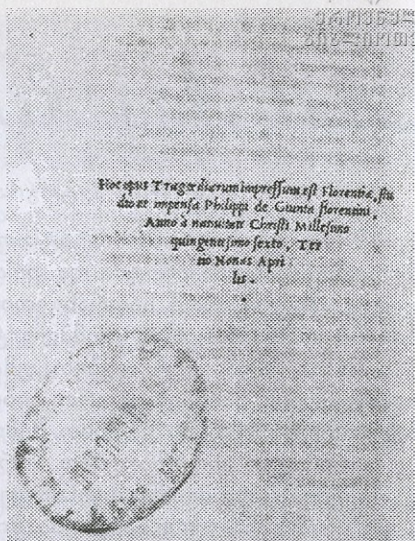 Hoc opus Tragœdiarum impressum est Florentiæ, stu
dio et impensa Philippi de Giunta florentini,
Anno à natiuitate Christi Millesimo
quingentesimo sexto, Ter
tio Nonas Apri
lis.